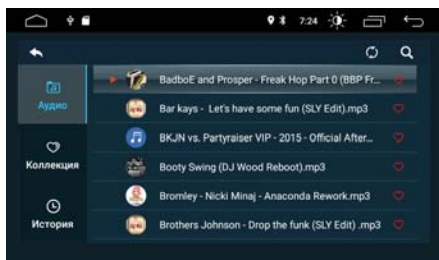 7:24
BadboE and Prosper - Freak Hop Part 0 (BBP Fr...
Аудио
Bar kays - Let's have some fun (SLY Edit).mp3
BKJN vs. Partyraiser VIP - 2015 - Official After...
Коллекция
Booty Swing (DJ Wood Reboot).mp3
Bromley - Nicki Minaj - Anaconda Rework.mp3
История
Brothers Johnson - Drop the funk (SLY Edit) .mp3